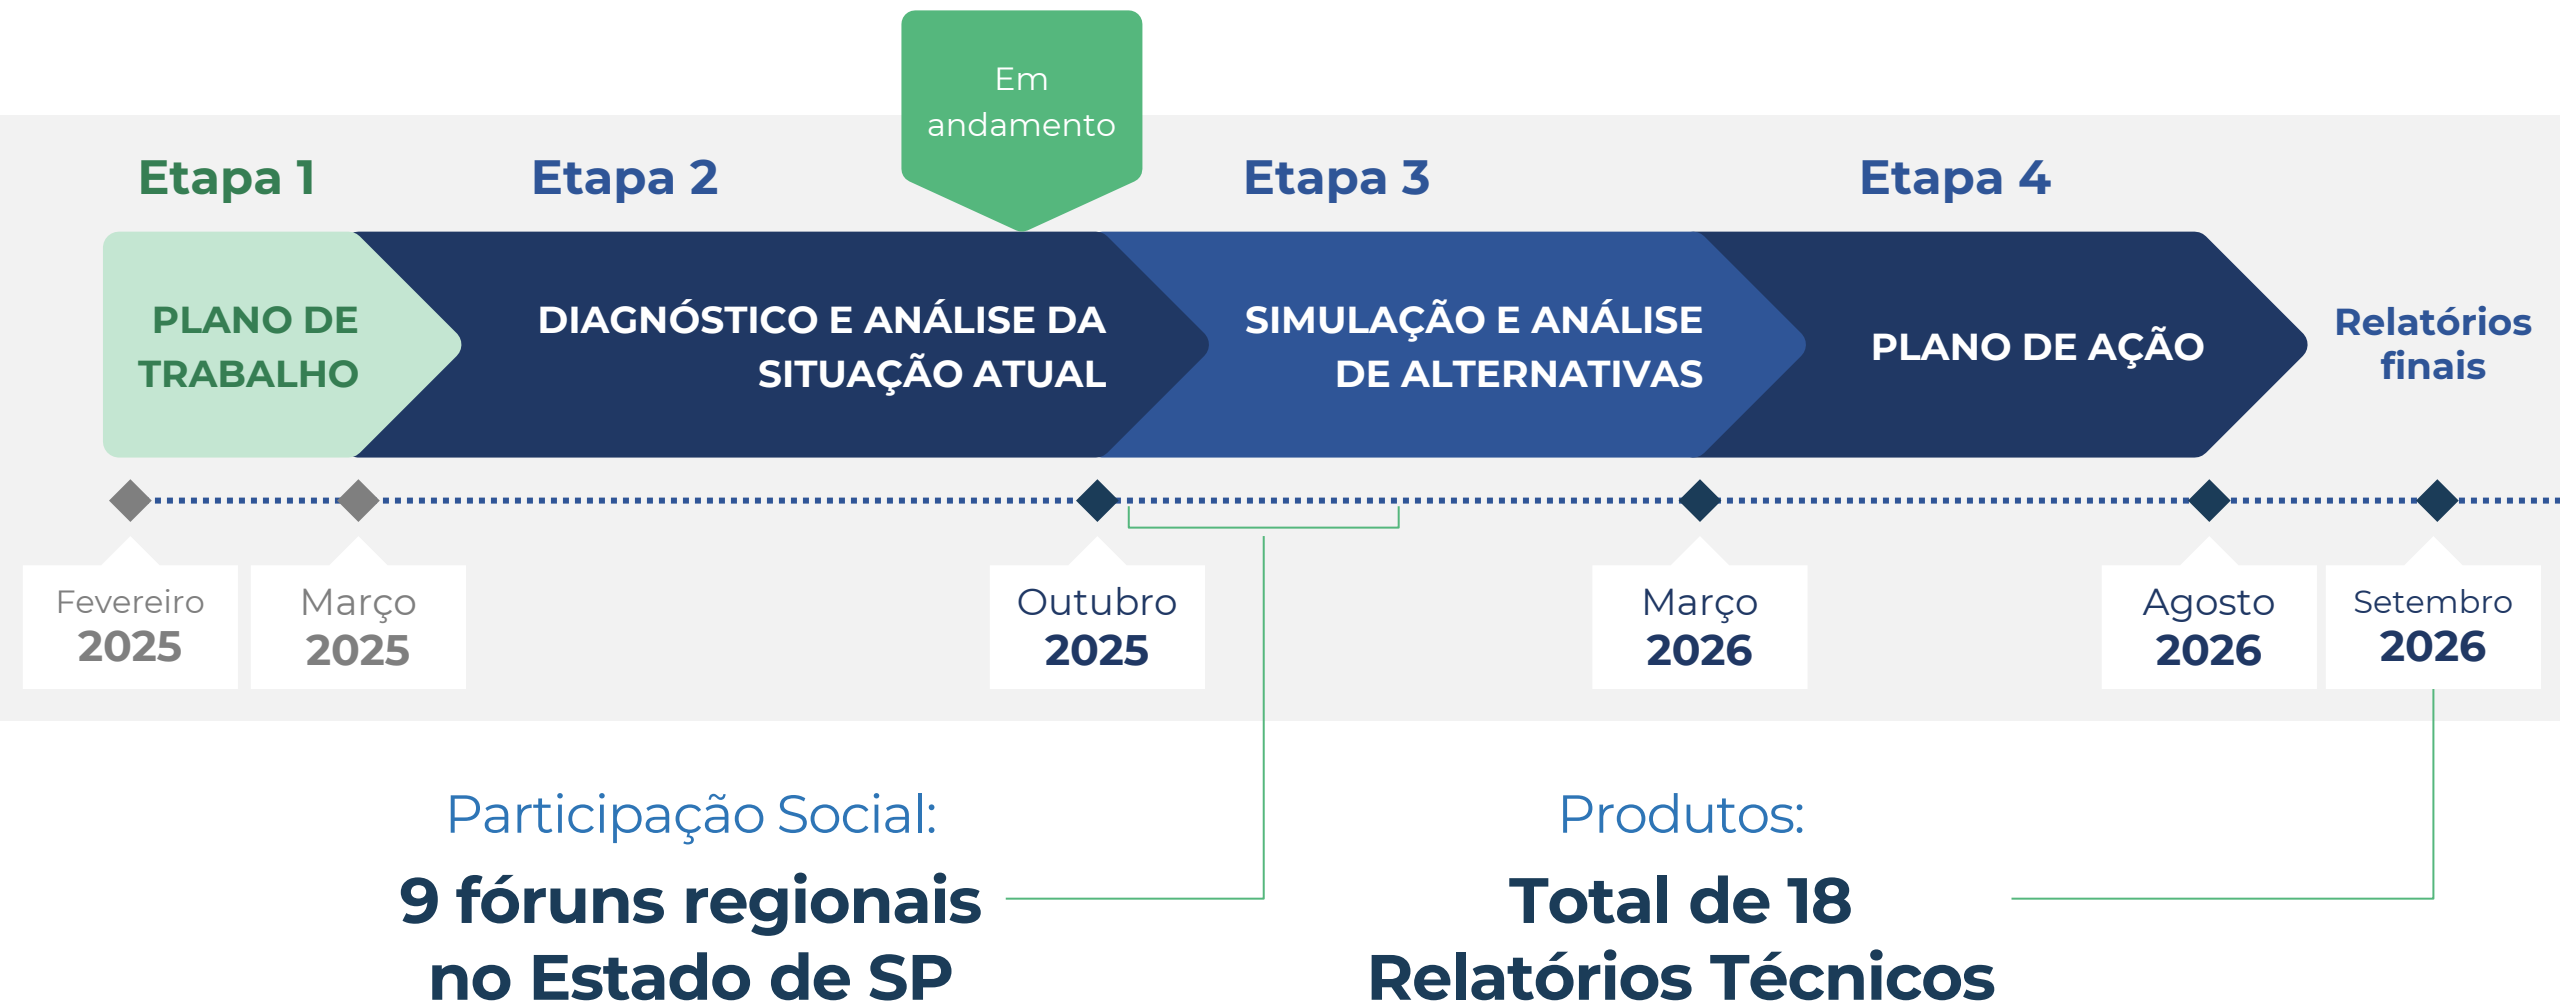 Em
andamento
Etapa 1
Etapa 2
Etapa 3
Etapa 4
PLANO DE
TRABALHO
DIAGNÓSTICO E ANÁLISE DA
SITUAÇÃO ATUAL
SIMULAÇÃO E ANÁLISE
DE ALTERNATIVAS
PLANO DE AÇÃO
Relatórios
finais
Fevereiro
2025
Março
2025
Outubro
2025
Março
2026
Agosto
2026
Setembro
2026
Participação Social:
9 fóruns regionais
no Estado de SP
Produtos:
Total de 18
Relatórios Técnicos